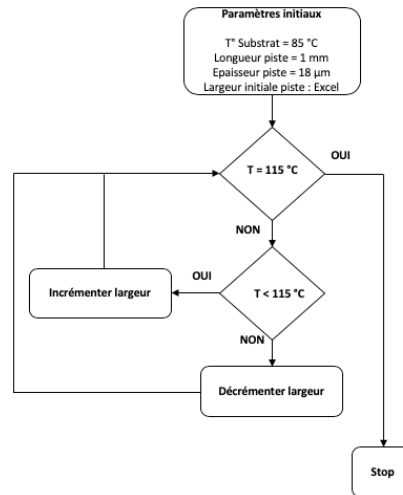 Paramètres initiaux
T° Substrat = 85 °C
Longueur piste = 1 mm
Epaisseur piste = 18 µm
Largeur initiale piste : Excel
OUI
T = 115 °C
NON
OUI
Incrémenter largeur
T < 115 °C
NON
Décrémenter largeur
Stop